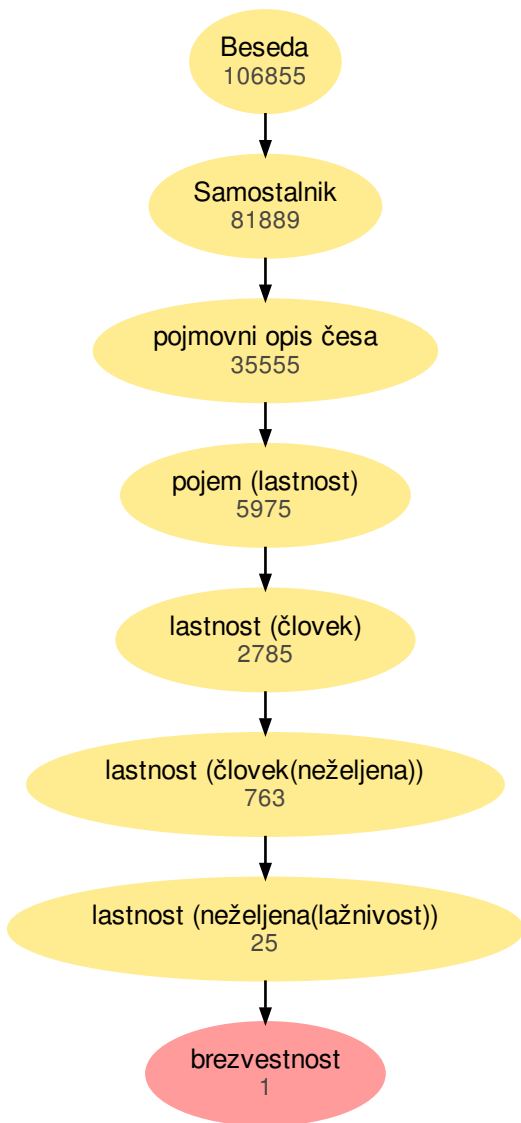 Beseda
106855
Samostalnik
81889
pojmovni opis česa
35555
pojem (lastnost)
5975
lastnost (človek)
2785
lastnost (človek(neželjena))
763
lastnost (neželjena(lažnivost))
25
brezvestnost
1